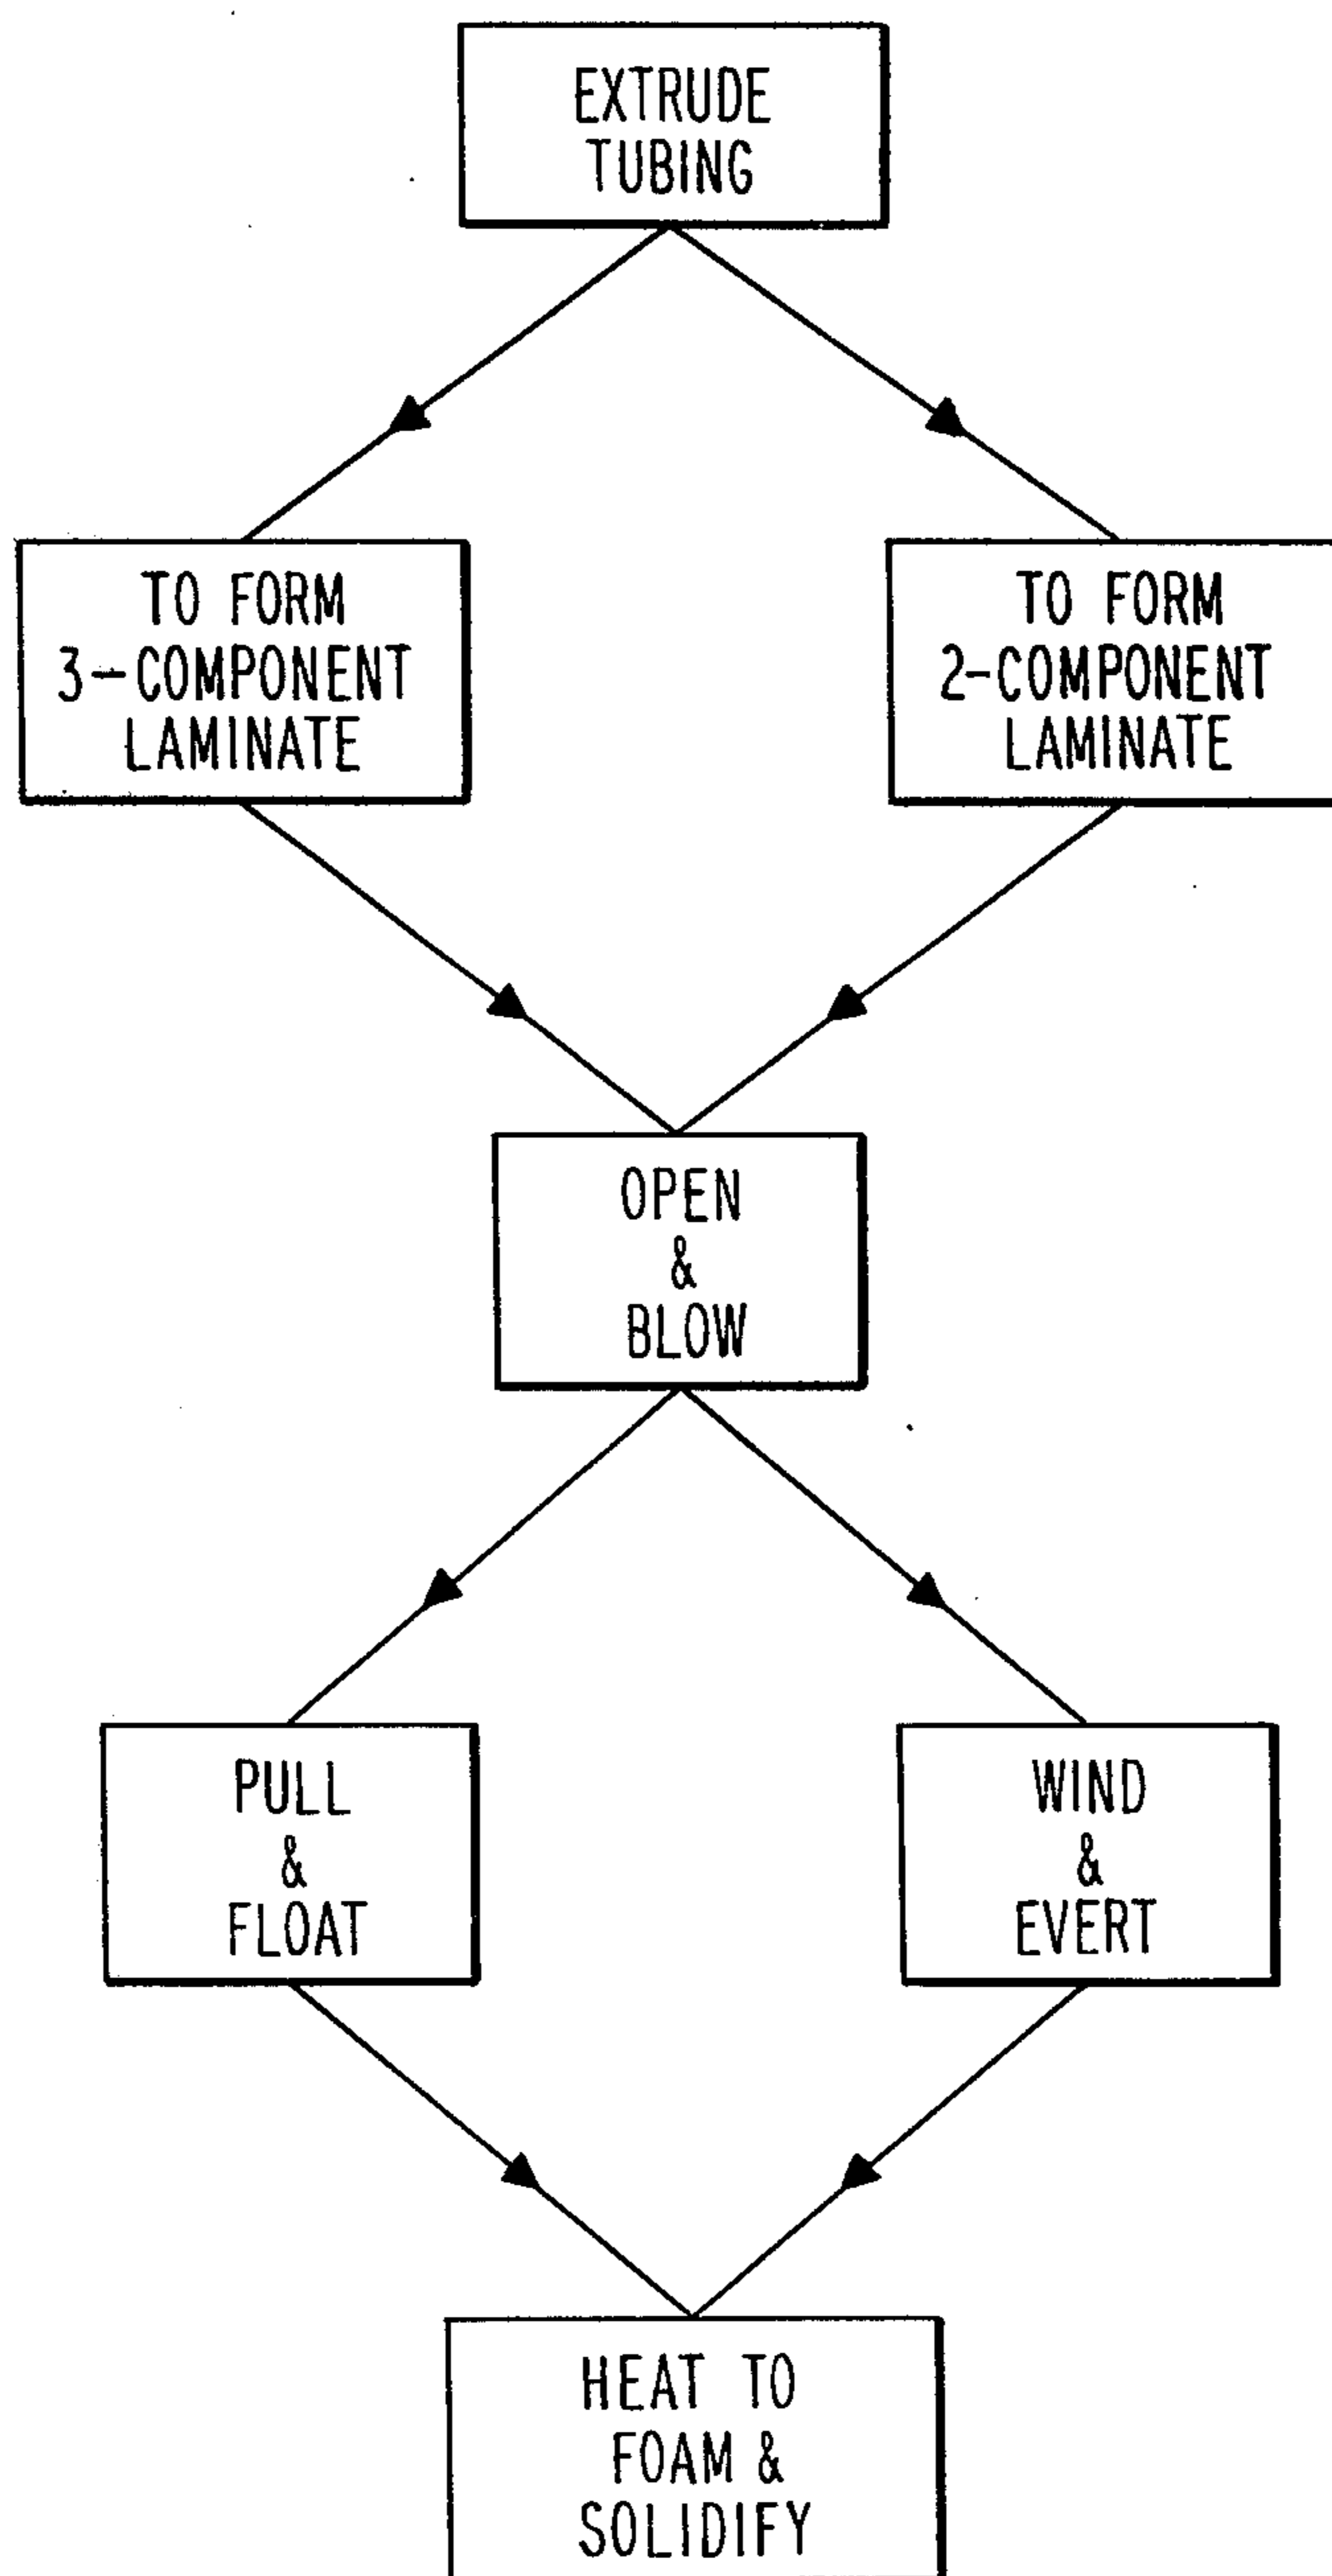 EXTRUDE
TUBING
TO FORM
3-COMPONENT
LAMINATE
TO FORM
2-COMPONENT
LAMINATE
OPEN
&
BLOW
PULL
&
FLOAT
WIND
&
EVERT
HEAT TO
FOAM &
SOLIDIFY